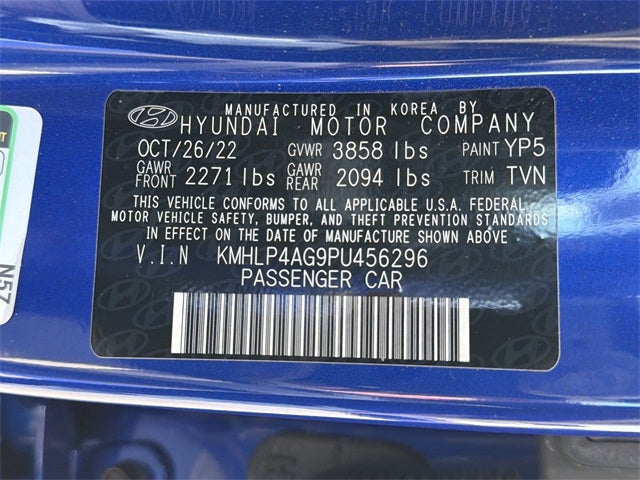 MANUFACTURED IN KOREA BY
HYUNDAI MOTOR COMPANY
OCT/26/22 GVWR 3858 lbs PAINT YP5
GAWR FRONT 2271 lbs GAWR REAR 2094 lbs TRIM TVN
THIS VEHICLE CONFORMS TO ALL APPLICABLE U.S.A. FEDERAL
MOTOR VEHICLE SAFETY, BUMPER, AND THEFT PREVENTION STANDARDS
IN EFFECT ON THE DATE OF MANUFACTURE SHOWN ABOVE
V.I.N KMHLP4AG9PU456296
PASSENGER CAR
N57